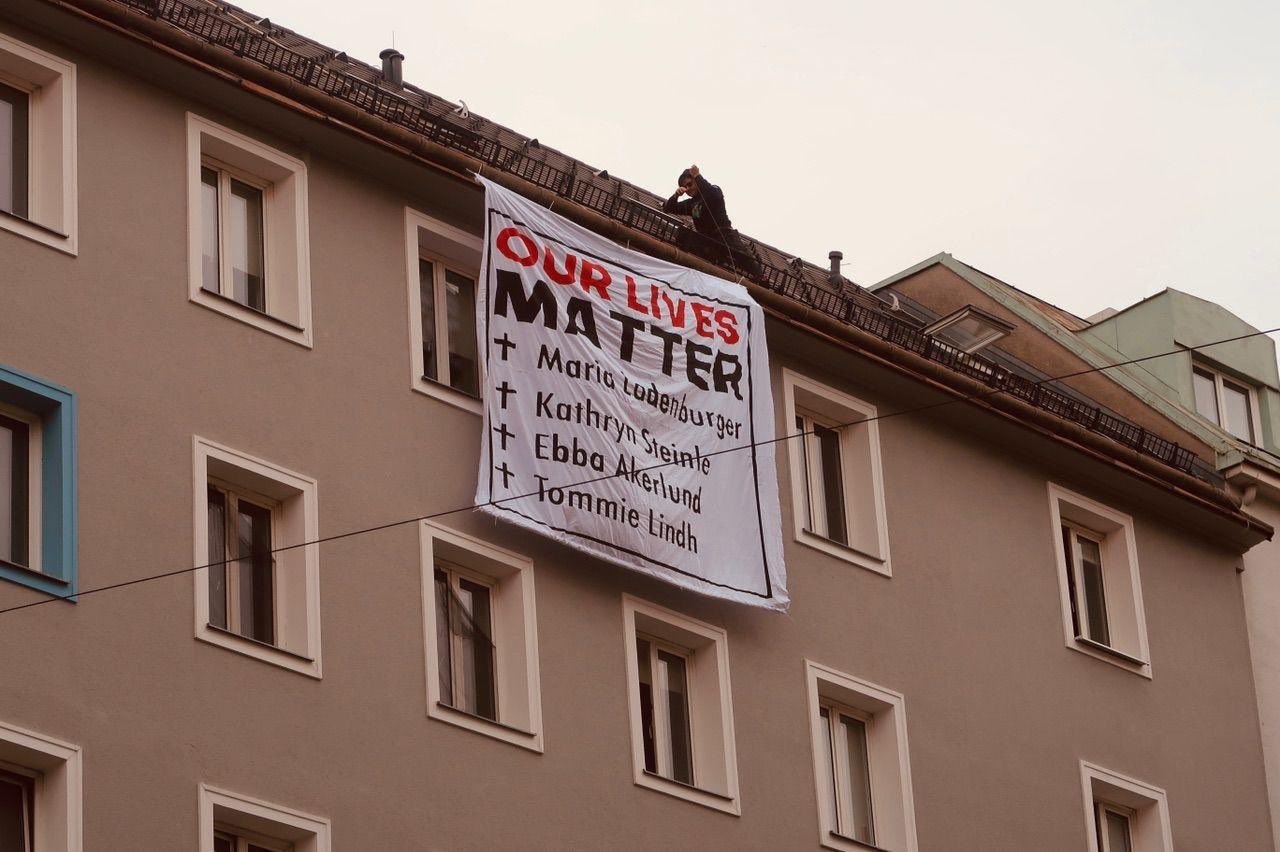 OUR LIVES
MATTER
✝ Maria Ladenburger
✝ Kathryn Steinle
✝ Ebba Akerlund
✝ Tommie Lindh